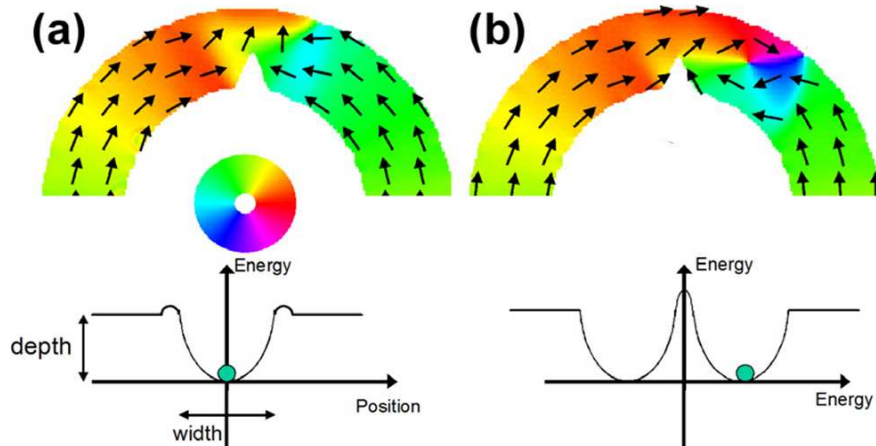 (a)
(b)
Energy
depth
width
Position
Energy
Energy